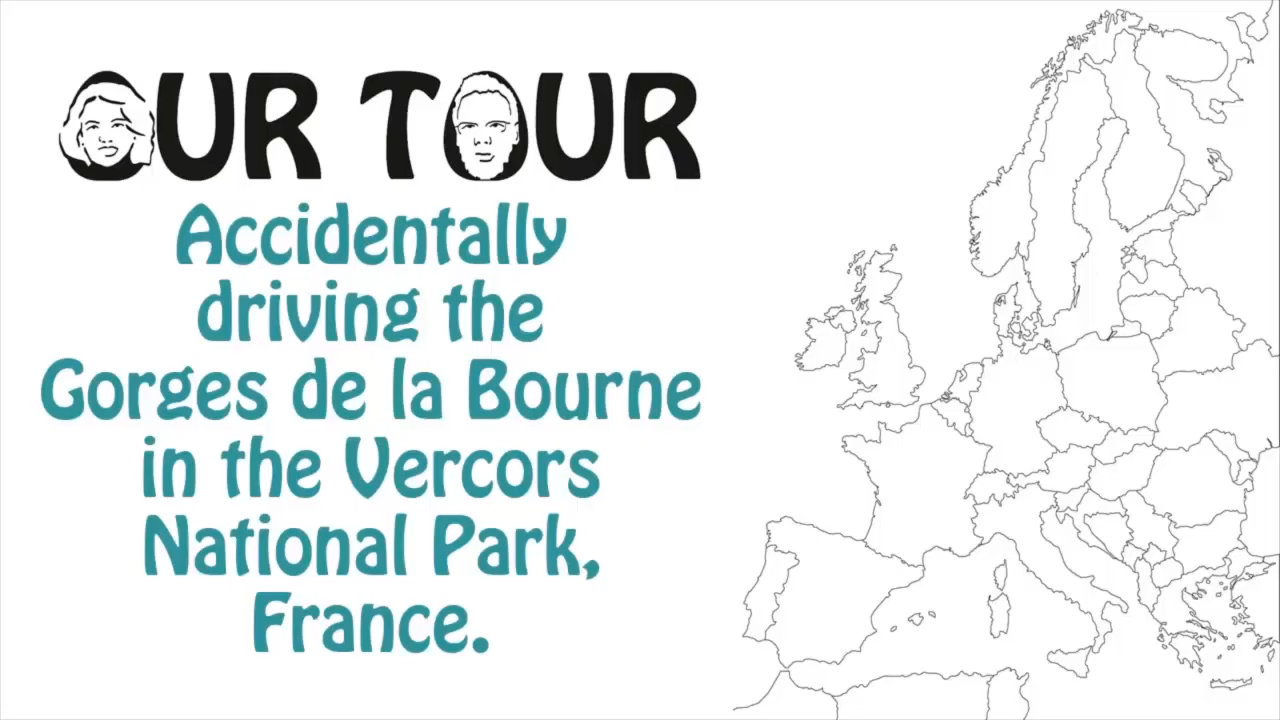 OUR TOUR
Accidentally
driving the
Gorges de la Bourne
in the Vercors
National Park,
France.